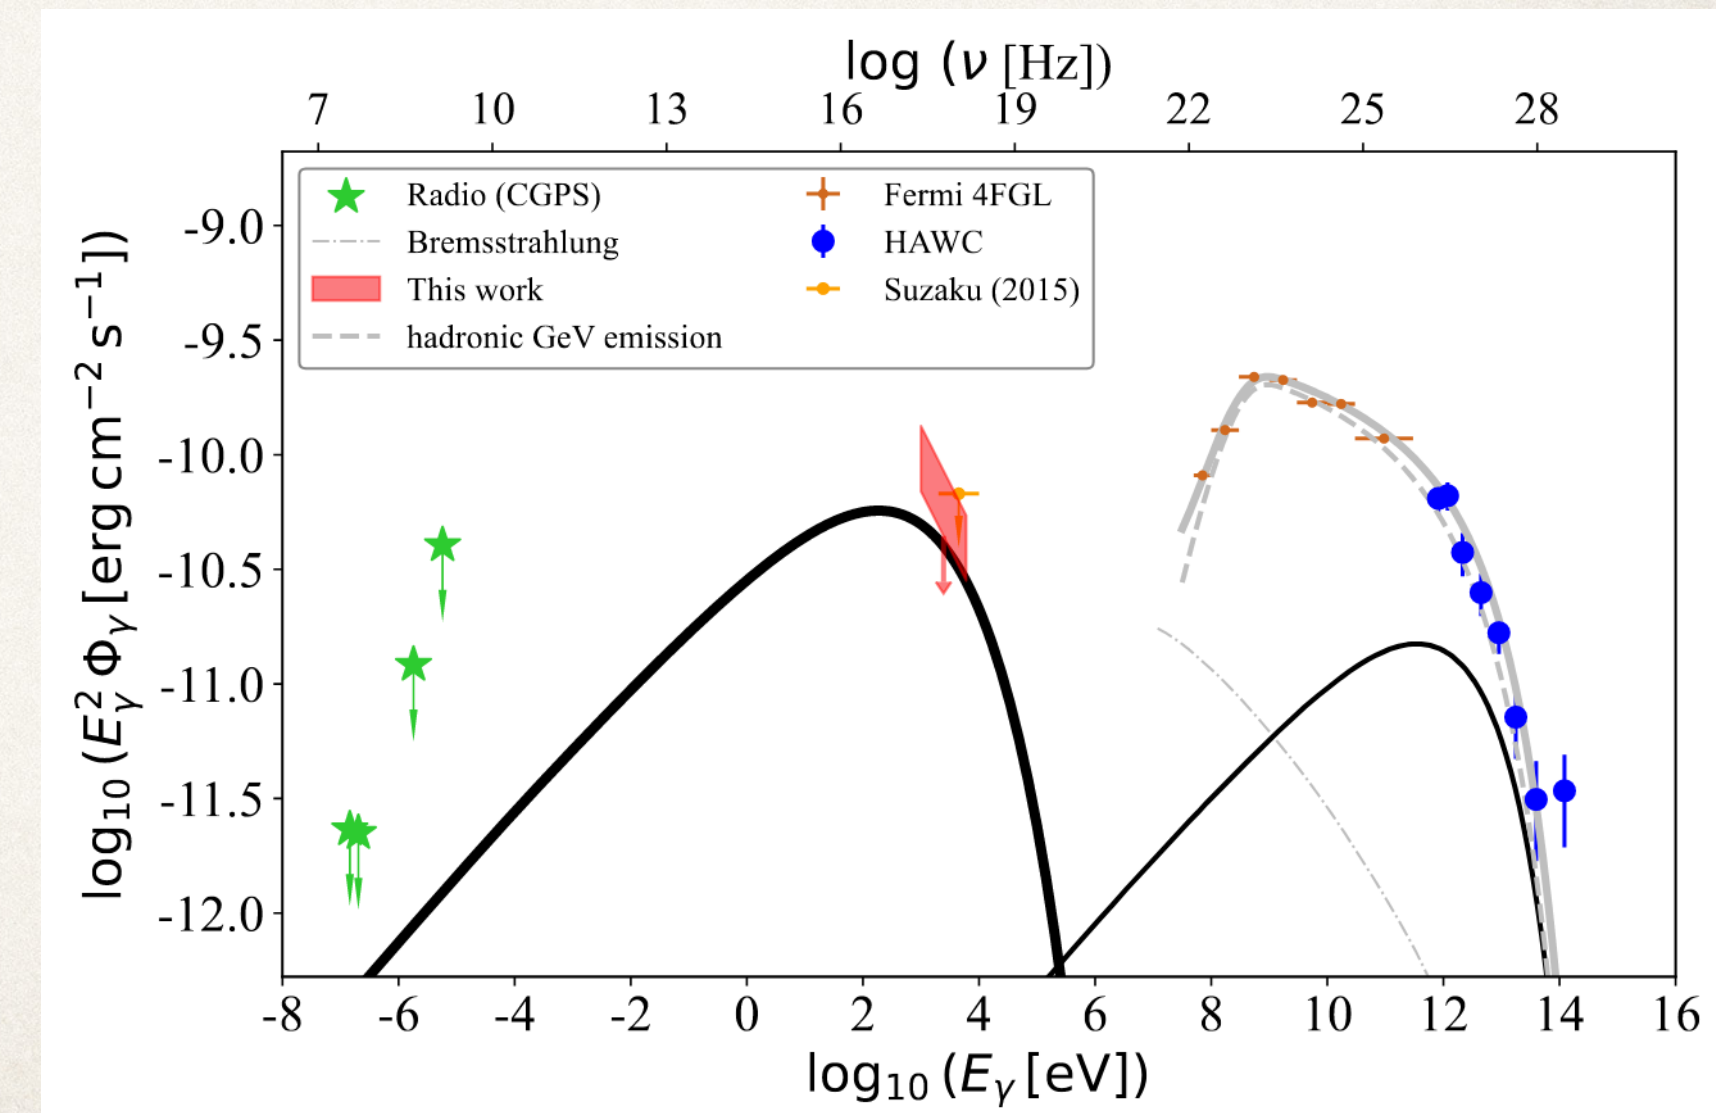 log (ν [Hz])
7 10 13 16 19 22 25 28
Radio (CGPS)
Bremsstrahlung
This work
hadronic GeV emission
Fermi 4FGL
HAWC
Suzaku (2015)
log₁₀ (E²ᵧ Φᵧ [erg cm⁻² s⁻¹])
-9.0
-9.5
-10.0
-10.5
-11.0
-11.5
-12.0
-8 -6 -4 -2 0 2 4 6 8 10 12 14 16
log₁₀ (Eᵧ [eV])